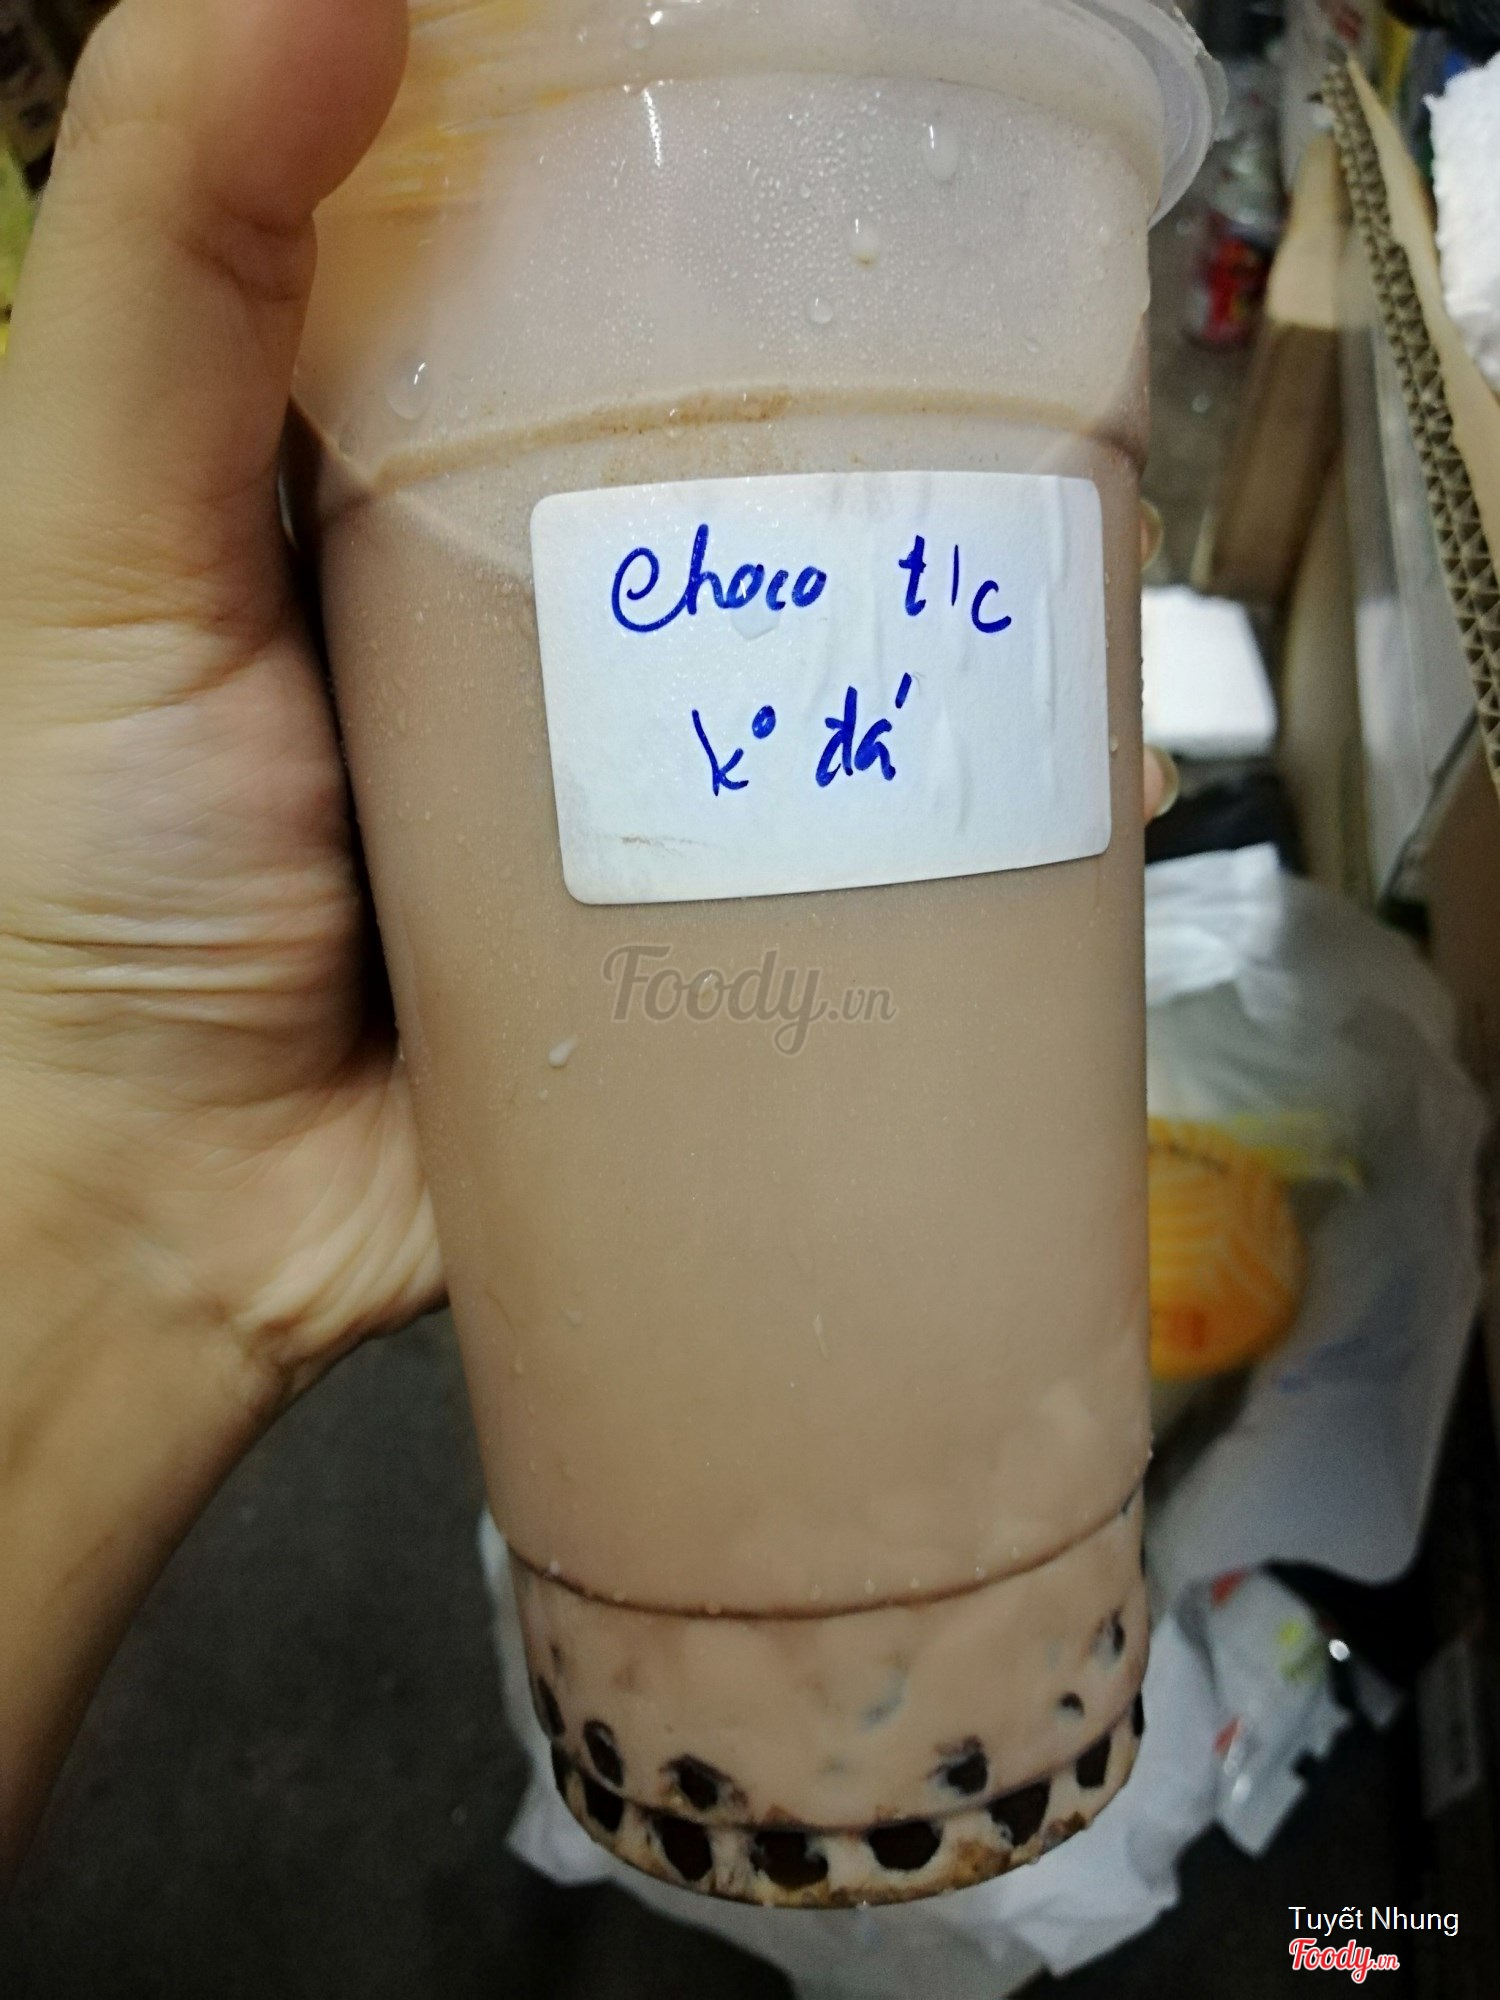 Choco t/c
k° đá
Foody.vn
Tuyết Nhung
Foody.vn